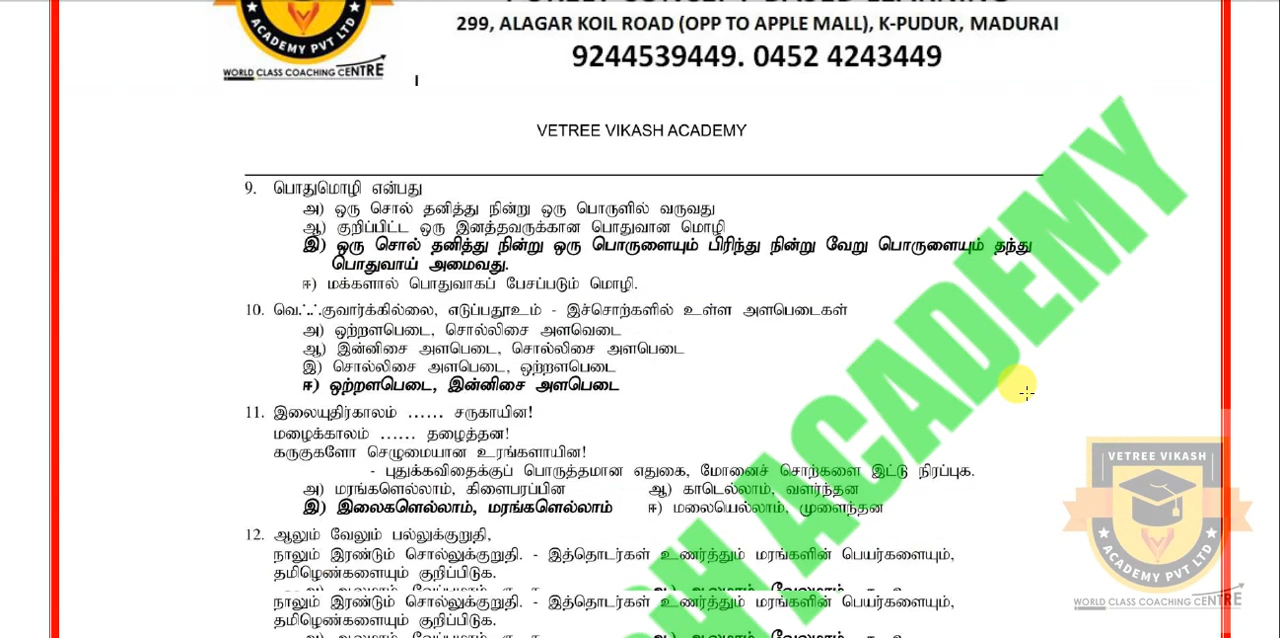 299, ALAGAR KOIL ROAD (OPP TO APPLE MALL), K-PUDUR, MADURAI
ACADEMY PVT LTD
WORLD CLASS COACHING CENTRE
9244539449. 0452 4243449
VETREE VIKASH ACADEMY
9. பொதுமொழி என்பது
அ) ஒரு சொல் தனித்து நின்று ஒரு பொருளில் வருவது
ஆ) குறிப்பிட்ட ஒரு இனத்தவருக்கான பொதுவான மொழி
இ) ஒரு சொல் தனித்து நின்று ஒரு பொருளையும் பிரிந்து நின்று வேறு பொருளையும் தந்து
பொதுவாய் அமைவது.
ஈ) மக்களால் பொதுவாகப் பேசப்படும் மொழி.
10. வெஃஃகுவார்க்கில்லை, எடுப்பதூஉம் - இச்சொற்களில் உள்ள அளபெடைகள்
அ) ஒற்றளபெடை, சொல்லிசை அளவெடை
ஆ) இன்னிசை அளபெடை, சொல்லிசை அளபெடை
இ) சொல்லிசை அளபெடை, ஒற்றளபெடை
ஈ) ஒற்றளபெடை, இன்னிசை அளபெடை
11. இலையுதிர்காலம் ...... சருகாயின!
மழைக்காலம் ...... தழைத்தன!
கருகுகளோ செழுமையான உரங்களாயின!
- புதுக்கவிதைக்குப் பொருத்தமான எதுகை, மோனைச் சொற்களை இட்டு நிரப்புக.
அ) மரங்களெல்லாம், கிளைபரப்பின ஆ) காடெல்லாம், வளர்ந்தன
இ) இலைகளெல்லாம், மரங்களெல்லாம் ஈ) மலையெல்லாம், முளைந்தன
12. ஆலும் வேலும் பல்லுக்குறுதி,
நாலும் இரண்டும் சொல்லுக்குறுதி. - இத்தொடர்கள் உணர்த்தும் மரங்களின் பெயர்களையும்,
தமிழெண்களையும் குறிப்பிடுக.
நாலும் இரண்டும் சொல்லுக்குறுதி. - இத்தொடர்கள் உணர்த்தும் மரங்களின் பெயர்களையும்,
தமிழெண்களையும் குறிப்பிடுக.
SH ACADEMY
VETREE VIKASH
ACADEMY PVT LTD
WORLD CLASS COACHING CENTRE